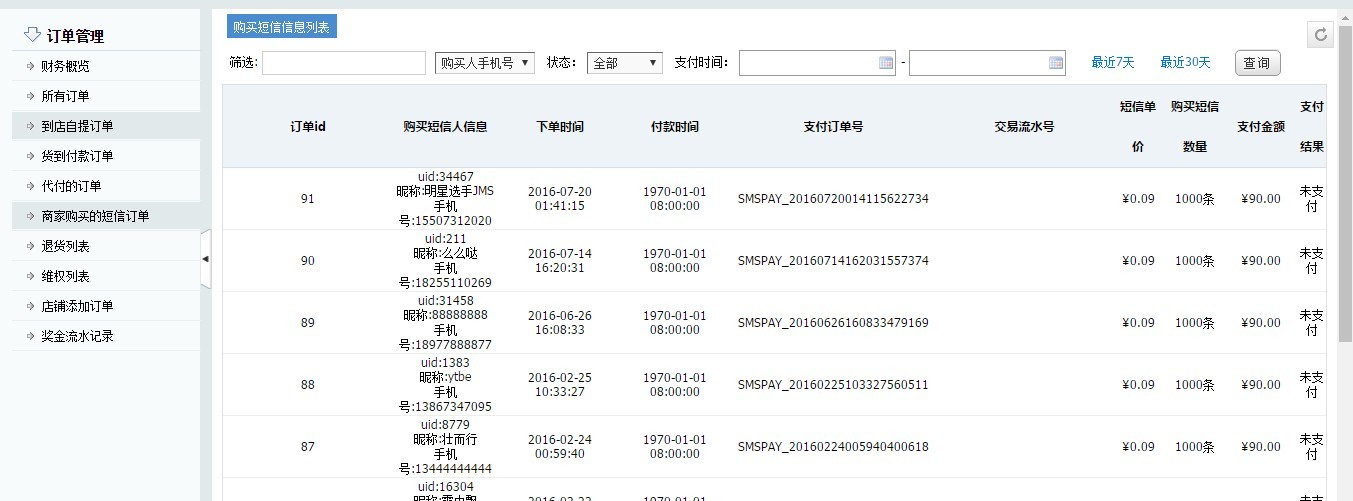 订单管理
财务概览
所有订单
到店自提订单
货到付款订单
代付的订单
商家购买的短信订单
退货列表
维权列表
店铺添加订单
奖金流水记录
购买短信信息列表
筛选: 购买人手机号 状态: 全部 支付时间: - 最近7天 最近30天 查询
订单id 购买短信人信息 下单时间 付款时间 支付订单号 交易流水号 短信单价 购买短信数量 支付金额 支付结果
uid:34467
昵称:明星选手JMS
手机
号:15507312020
91 2016-07-20 01:41:15 1970-01-01 08:00:00 SMSPAY_20160720014115622734 ¥0.09 1000条 ¥90.00 未支付
uid:211
昵称:么么哒
手机
号:18255110269
90 2016-07-14 16:20:31 1970-01-01 08:00:00 SMSPAY_20160714162031557374 ¥0.09 1000条 ¥90.00 未支付
uid:31458
昵称:88888888
手机
号:18977888877
89 2016-06-26 16:08:33 1970-01-01 08:00:00 SMSPAY_20160626160833479169 ¥0.09 1000条 ¥90.00 未支付
uid:1383
昵称:ytbe
手机
号:13867347095
88 2016-02-25 10:33:27 1970-01-01 08:00:00 SMSPAY_20160225103327560511 ¥0.09 1000条 ¥90.00 未支付
uid:8779
昵称:壮而行
手机
号:13444444444
87 2016-02-24 00:59:40 1970-01-01 08:00:00 SMSPAY_20160224005940400618 ¥0.09 1000条 ¥90.00 未支付
uid:16304